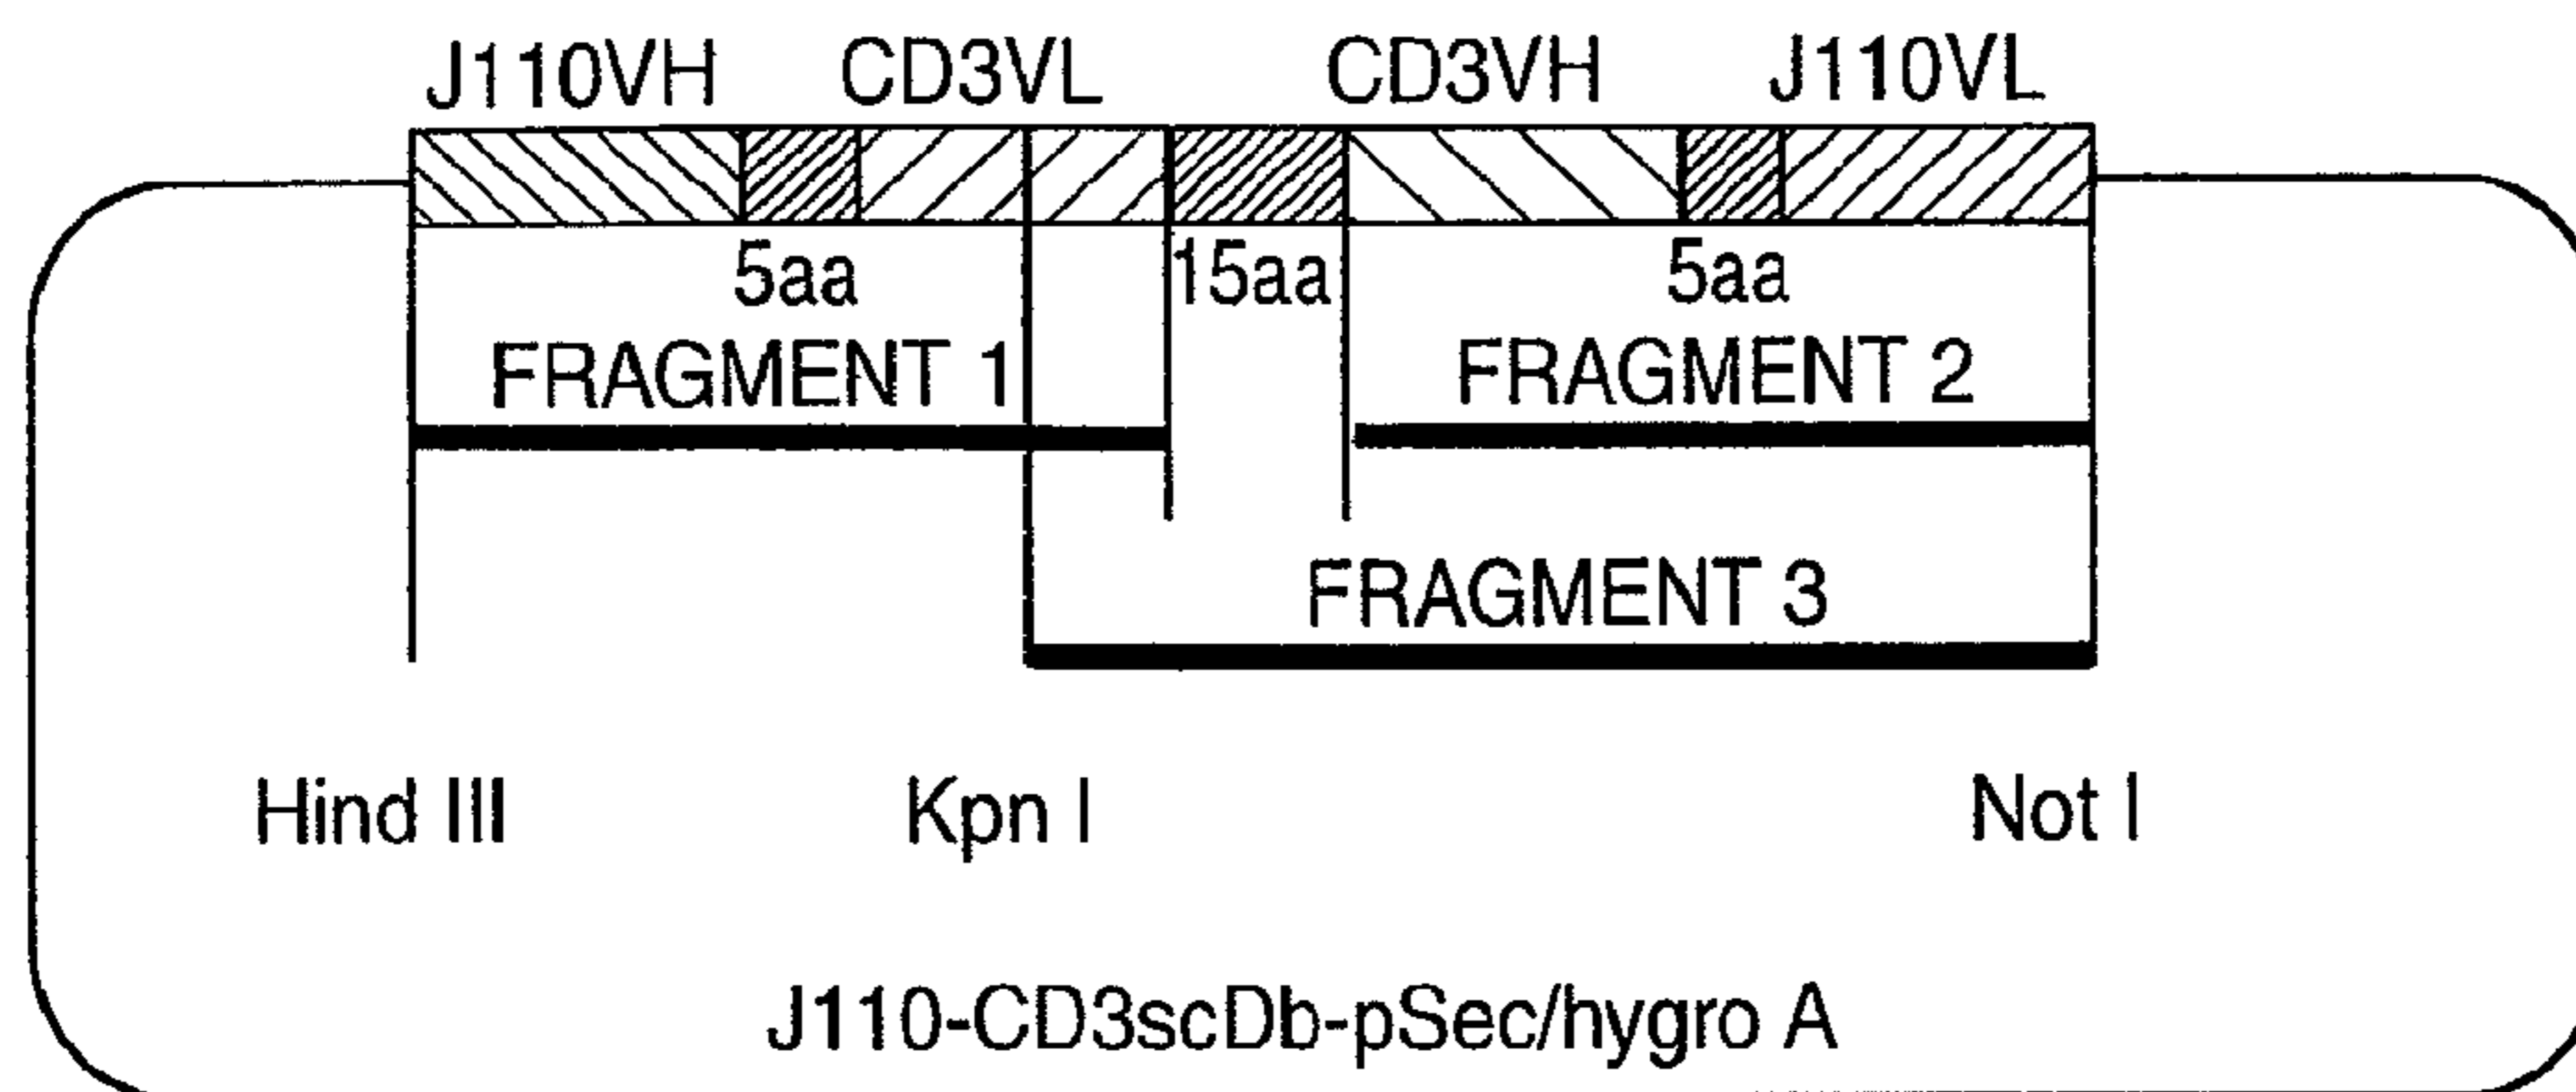 J110VH CD3VL CD3VH J110VL
5aa 15aa 5aa
FRAGMENT 1 FRAGMENT 2
FRAGMENT 3
Hind III Kpn I Not I
J110-CD3scDb-pSec/hygro A